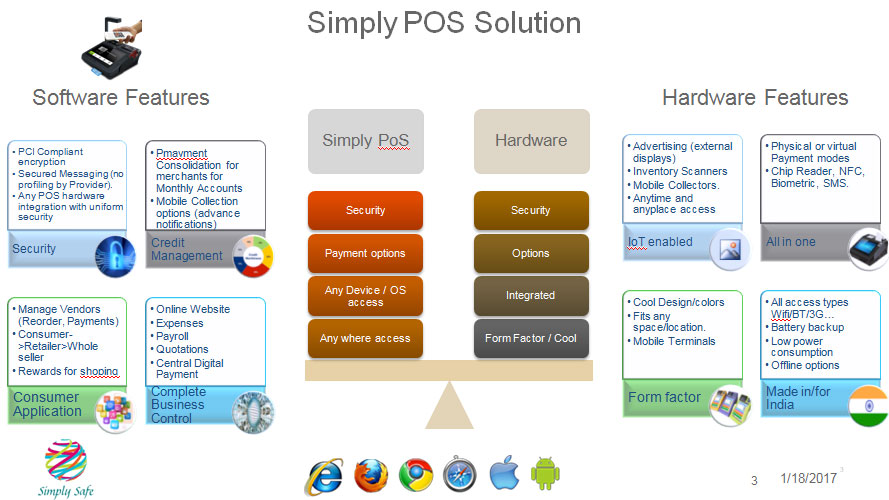 Simply POS Solution
Software Features
• PCI Compliant
encryption
• Secured Messaging (no
profiling by Provider).
• Any POS hardware
integration with uniform
security
Security
• Pmayment
Consolidation for
merchants for
Monthly Accounts
• Mobile Collection
options (advance
notifications)
Credit
Management
• Manage Vendors
(Reorder, Payments)
• Consumer-
>Retailer>Whole
seller
• Rewards for shoping
Consumer
Application
• Online Website
• Expenses
• Payroll
• Quotations
• Central Digital
Payment
Complete
Business
Control
Simply PoS
Security
Payment options
Any Device / OS
access
Any where access
Hardware
Security
Options
Integrated
Form Factor / Cool
Hardware Features
• Advertising (external
displays)
• Inventory Scanners
• Mobile Collectors.
• Anytime and
anyplace access
IoT enabled
• Physical or virtual
Payment modes
• Chip Reader, NFC,
Biometric, SMS.
All in one
• Cool Design/colors
• Fits any
space/location.
• Mobile Terminals
Form factor
• All access types
Wifi/BT/3G…
• Battery backup
• Low power
consumption
• Offline options
Made in/for
India
Simply Safe
3
1/18/2017
3